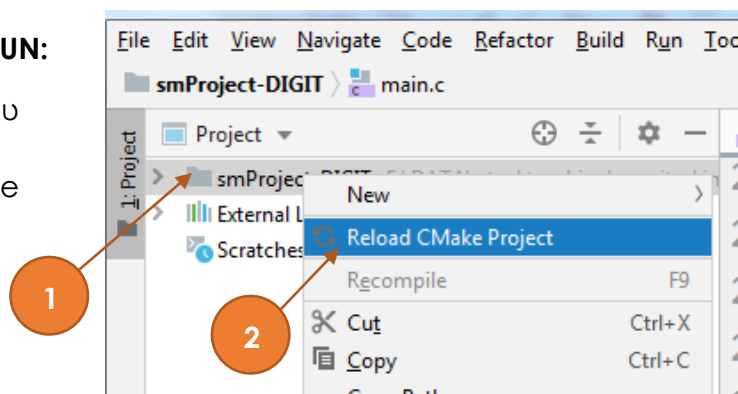 UN:
File Edit View Navigate Code Refactor Build Run
smProject-DIGIT main.c
υ
e
1: Project
Project
smProjec
New
External L
Reload CMake Project
Scratches
Recompile F9
1
2
Cut Ctrl+X
Copy Ctrl+C